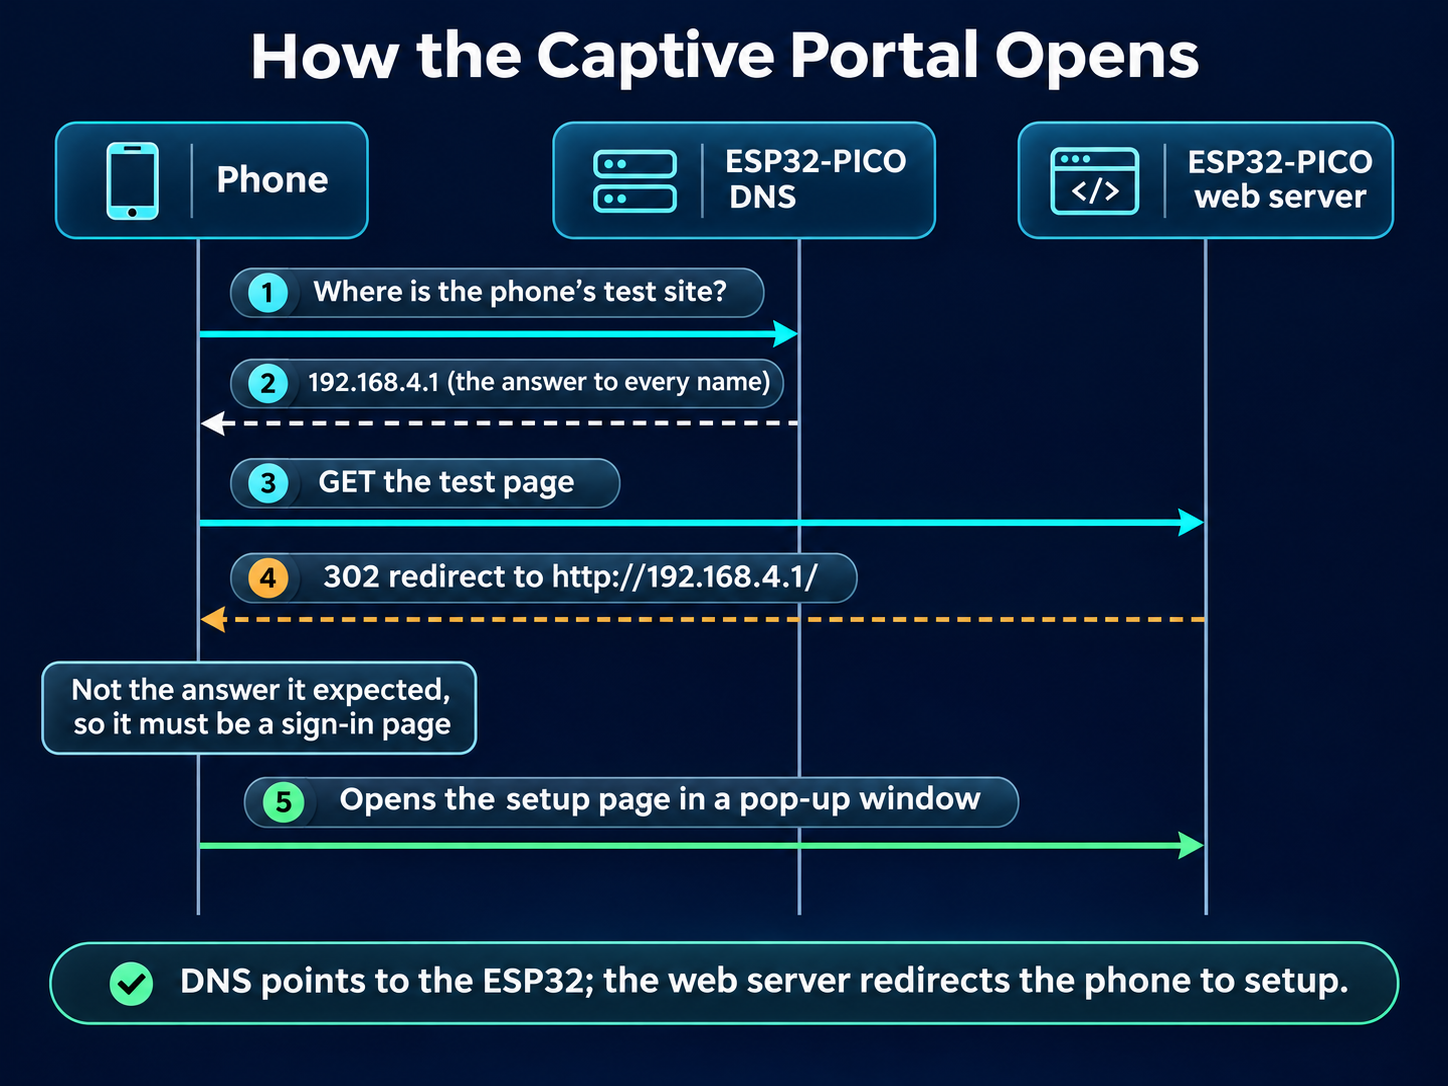 How the Captive Portal Opens
Phone
ESP32-PICO
DNS
ESP32-PICO
web server
</>
1 Where is the phone’s test site?
2 192.168.4.1 (the answer to every name)
3 GET the test page
4 302 redirect to http://192.168.4.1/
Not the answer it expected,
so it must be a sign-in page
5 Opens the setup page in a pop-up window
DNS points to the ESP32; the web server redirects the phone to setup.